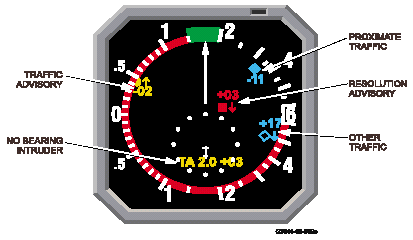 1 2
4
PROXIMATE
TRAFFIC
.5
-11
TRAFFIC
ADVISORY
-02
+03
RESOLUTION
ADVISORY
0
6
+17
NO BEARING
INTRUDER
OTHER
TRAFFIC
TA 2.0 +03
.5
4
1 2